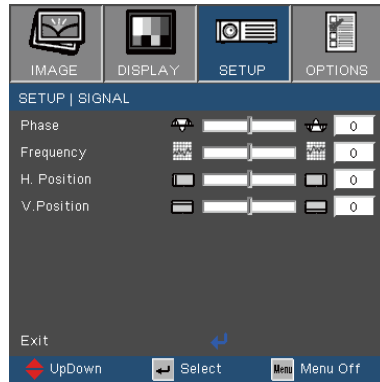 IMAGE DISPLAY SETUP OPTIONS
SETUP | SIGNAL
Phase 0
Frequency 0
H. Position 0
V.Position 0
Exit
UpDown Select Menu Menu Off